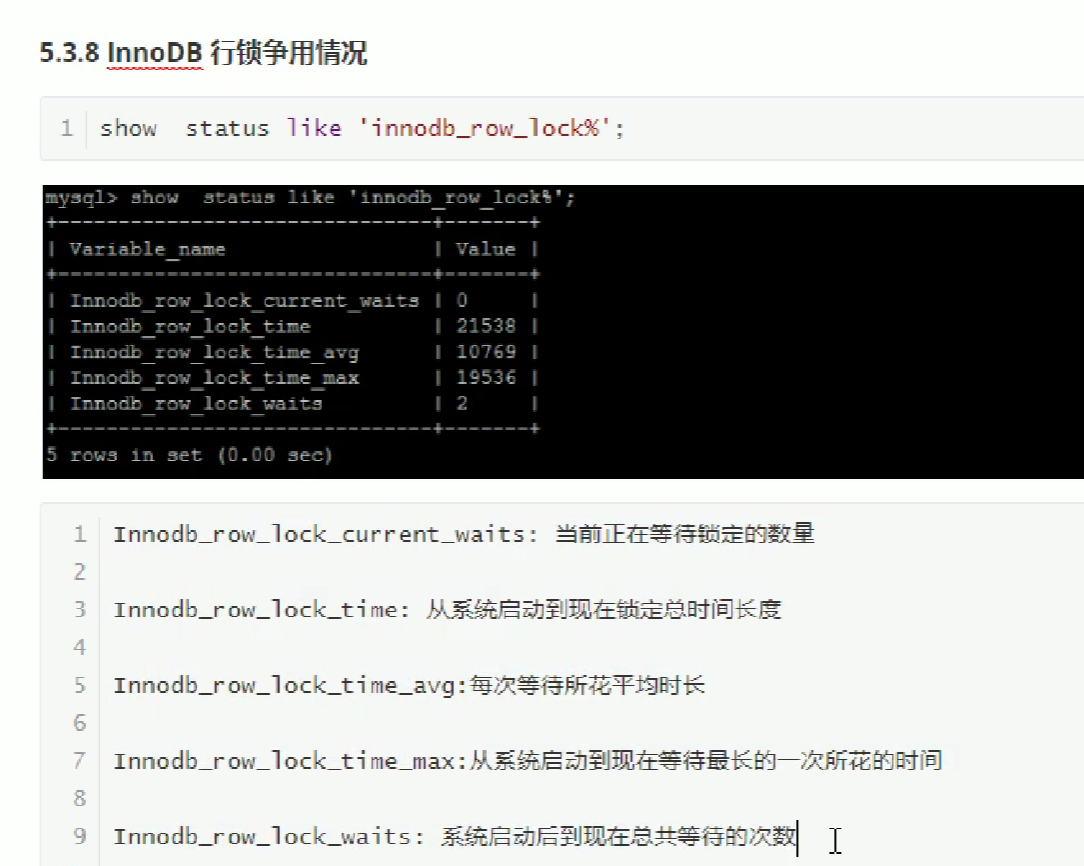 5.3.8 InnoDB 行锁争用情况
1 show  status like 'innodb_row_lock%';
mysql> show  status like 'innodb_row_lock%';
+-------------------------------+-------+
| Variable_name                 | Value |
+-------------------------------+-------+
| Innodb_row_lock_current_waits | 0     |
| Innodb_row_lock_time          | 21538 |
| Innodb_row_lock_time_avg      | 10769 |
| Innodb_row_lock_time_max      | 19536 |
| Innodb_row_lock_waits         | 2     |
+-------------------------------+-------+
5 rows in set (0.00 sec)
1 Innodb_row_lock_current_waits: 当前正在等待锁定的数量
2
3 Innodb_row_lock_time: 从系统启动到现在锁定总时间长度
4
5 Innodb_row_lock_time_avg:每次等待所花平均时长
6
7 Innodb_row_lock_time_max:从系统启动到现在等待最长的一次所花的时间
8
9 Innodb_row_lock_waits: 系统启动后到现在总共等待的次数